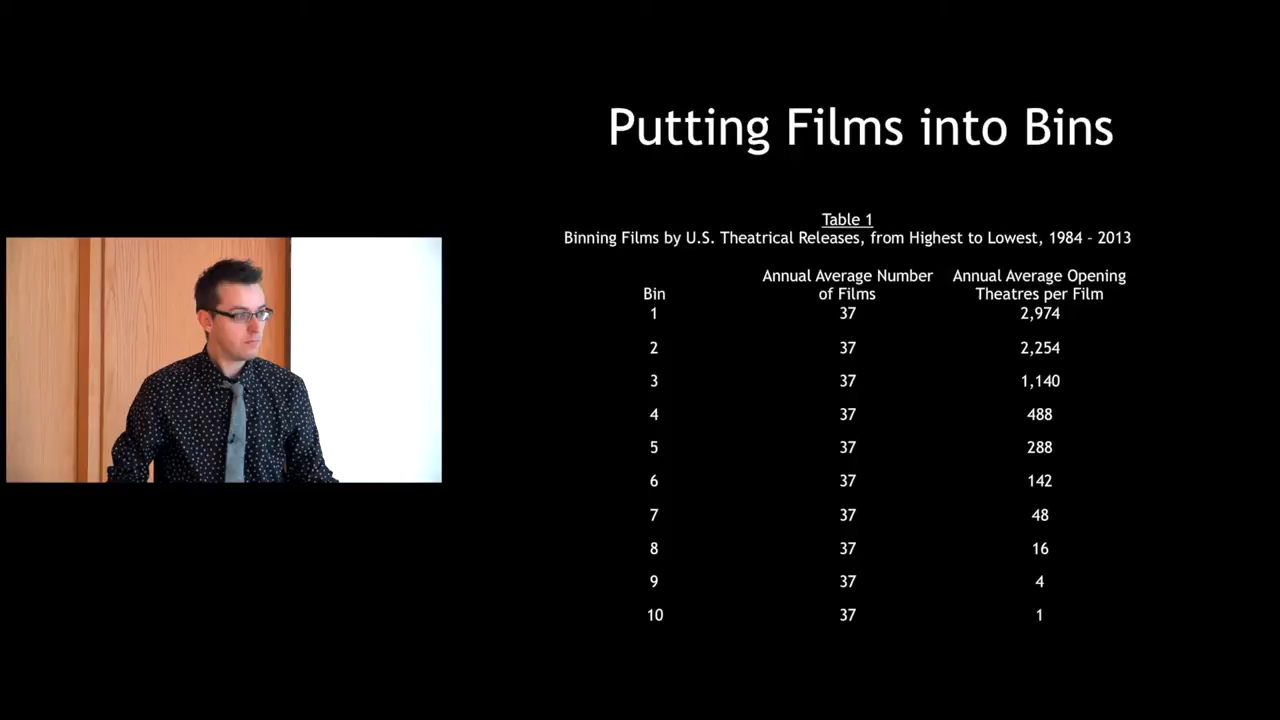 Putting Films into Bins
Table 1
Binning Films by U.S. Theatrical Releases, from Highest to Lowest, 1984 - 2013
Annual Average Number Annual Average Opening
Bin of Films Theatres per Film
1 37 2,974
2 37 2,254
3 37 1,140
4 37 488
5 37 288
6 37 142
7 37 48
8 37 16
9 37 4
10 37 1